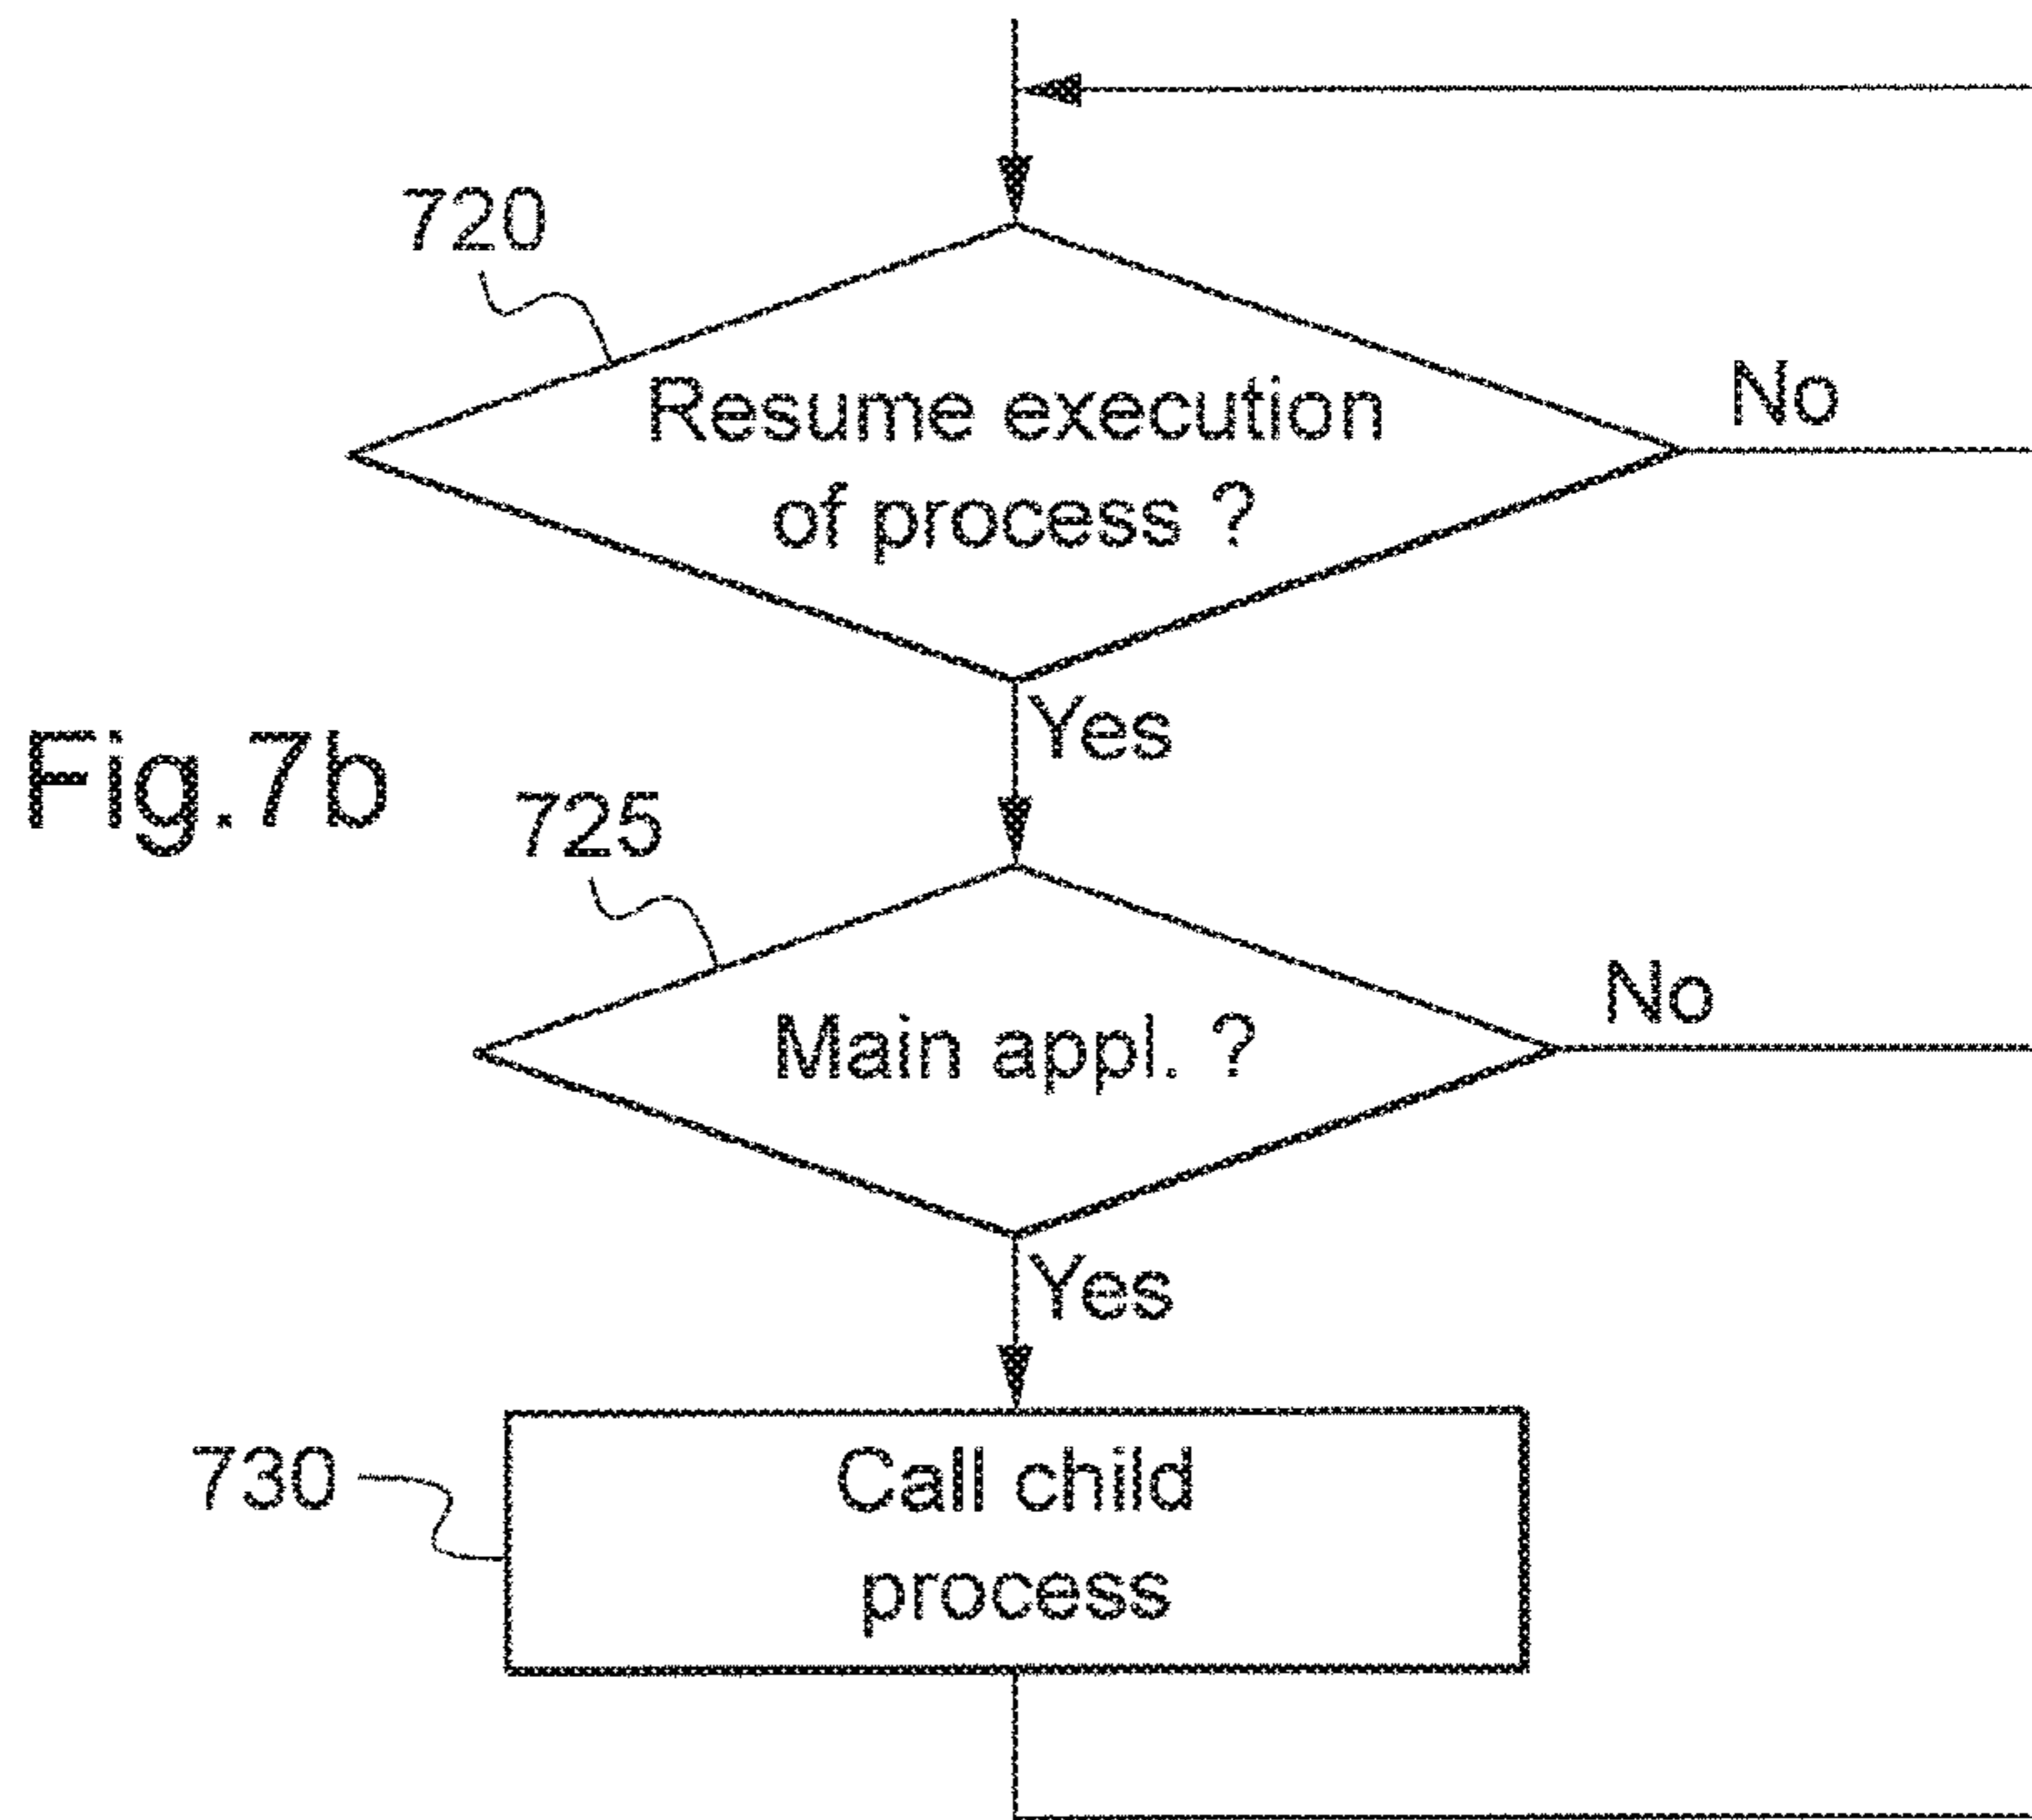 720
Resume execution
of process ?
No
Yes
Fig.7b
725
Main appl. ?
No
Yes
730
Call child
process